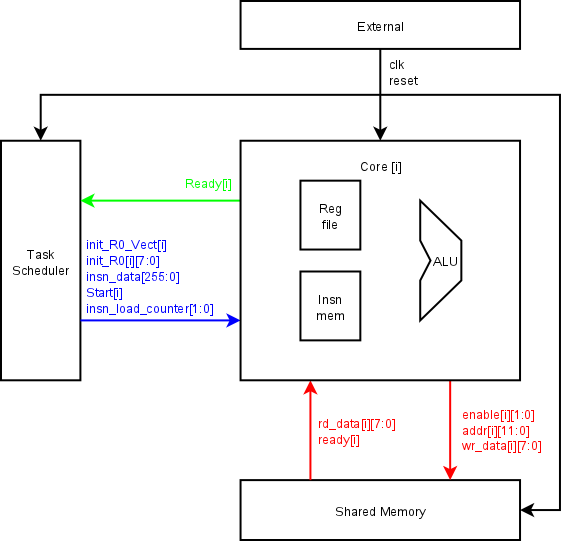 External
clk
reset
Core [i]
Ready[i]
Reg
file
Task
Scheduler
init_R0_Vect[i]
init_R0[i][7:0]
insn_data[255:0]
Start[i]
insn_load_counter[1:0]
ALU
Insn
mem
rd_data[i][7:0]
ready[i]
enable[i][1:0]
addr[i][11:0]
wr_data[i][7:0]
Shared Memory